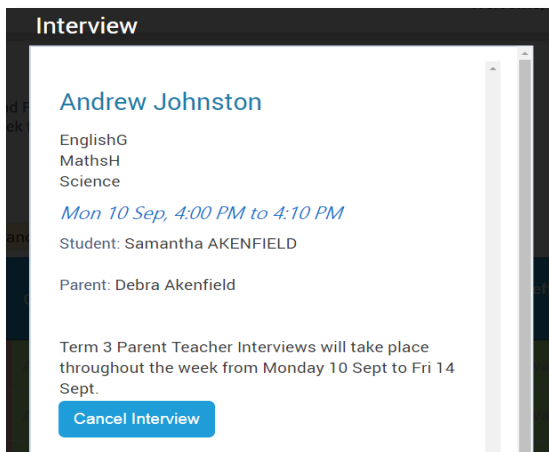 Interview
Andrew Johnston
EnglishG
MathsH
Science
Mon 10 Sep, 4:00 PM to 4:10 PM
Student: Samantha AKENFIELD
Parent: Debra Akenfield
Term 3 Parent Teacher Interviews will take place
throughout the week from Monday 10 Sept to Fri 14
Sept.
Cancel Interview